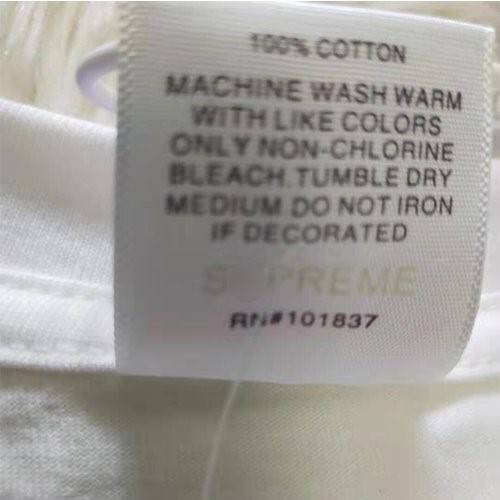 100% COTTON
MACHINE WASH WARM
WITH LIKE COLORS
ONLY NON-CHLORINE
BLEACH. TUMBLE DRY
MEDIUM DO NOT IRON
IF DECORATED
SUPREME
RN#101837